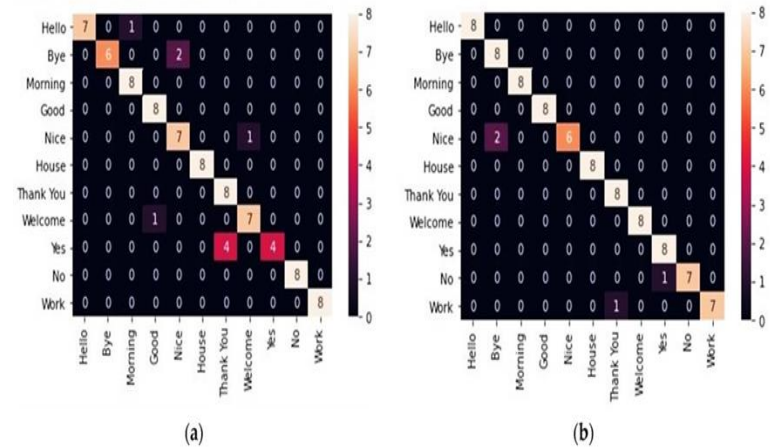 Hello 7 0 1 0 0 0 0 0 0 0 0
Bye 0 6 0 0 2 0 0 0 0 0 0
Morning 0 0 8 0 0 0 0 0 0 0 0
Good 0 0 0 8 0 0 0 0 0 0 0
Nice 0 0 0 0 7 0 0 1 0 0 0
House 0 0 0 0 0 8 0 0 0 0 0
Thank You 0 0 0 0 0 0 8 0 0 0 0
Welcome 0 0 0 1 0 0 0 7 0 0 0
Yes 0 0 0 0 0 0 4 0 4 0 0
No 0 0 0 0 0 0 0 0 0 8 0
Work 0 0 0 0 0 0 0 0 0 0 8
Hello Bye Morning Good Nice House Thank You Welcome Yes No Work
8
7
6
5
4
3
2
1
0
(a)
Hello 8 0 0 0 0 0 0 0 0 0 0
Bye 0 8 0 0 0 0 0 0 0 0 0
Morning 0 0 8 0 0 0 0 0 0 0 0
Good 0 0 0 8 0 0 0 0 0 0 0
Nice 0 2 0 0 6 0 0 0 0 0 0
House 0 0 0 0 0 8 0 0 0 0 0
Thank You 0 0 0 0 0 0 8 0 0 0 0
Welcome 0 0 0 0 0 0 0 8 0 0 0
Yes 0 0 0 0 0 0 0 0 8 0 0
No 0 0 0 0 0 0 0 0 1 7 0
Work 0 0 0 0 0 0 1 0 0 0 7
Hello Bye Morning Good Nice House Thank You Welcome Yes No Work
8
7
6
5
4
3
2
1
0
(b)